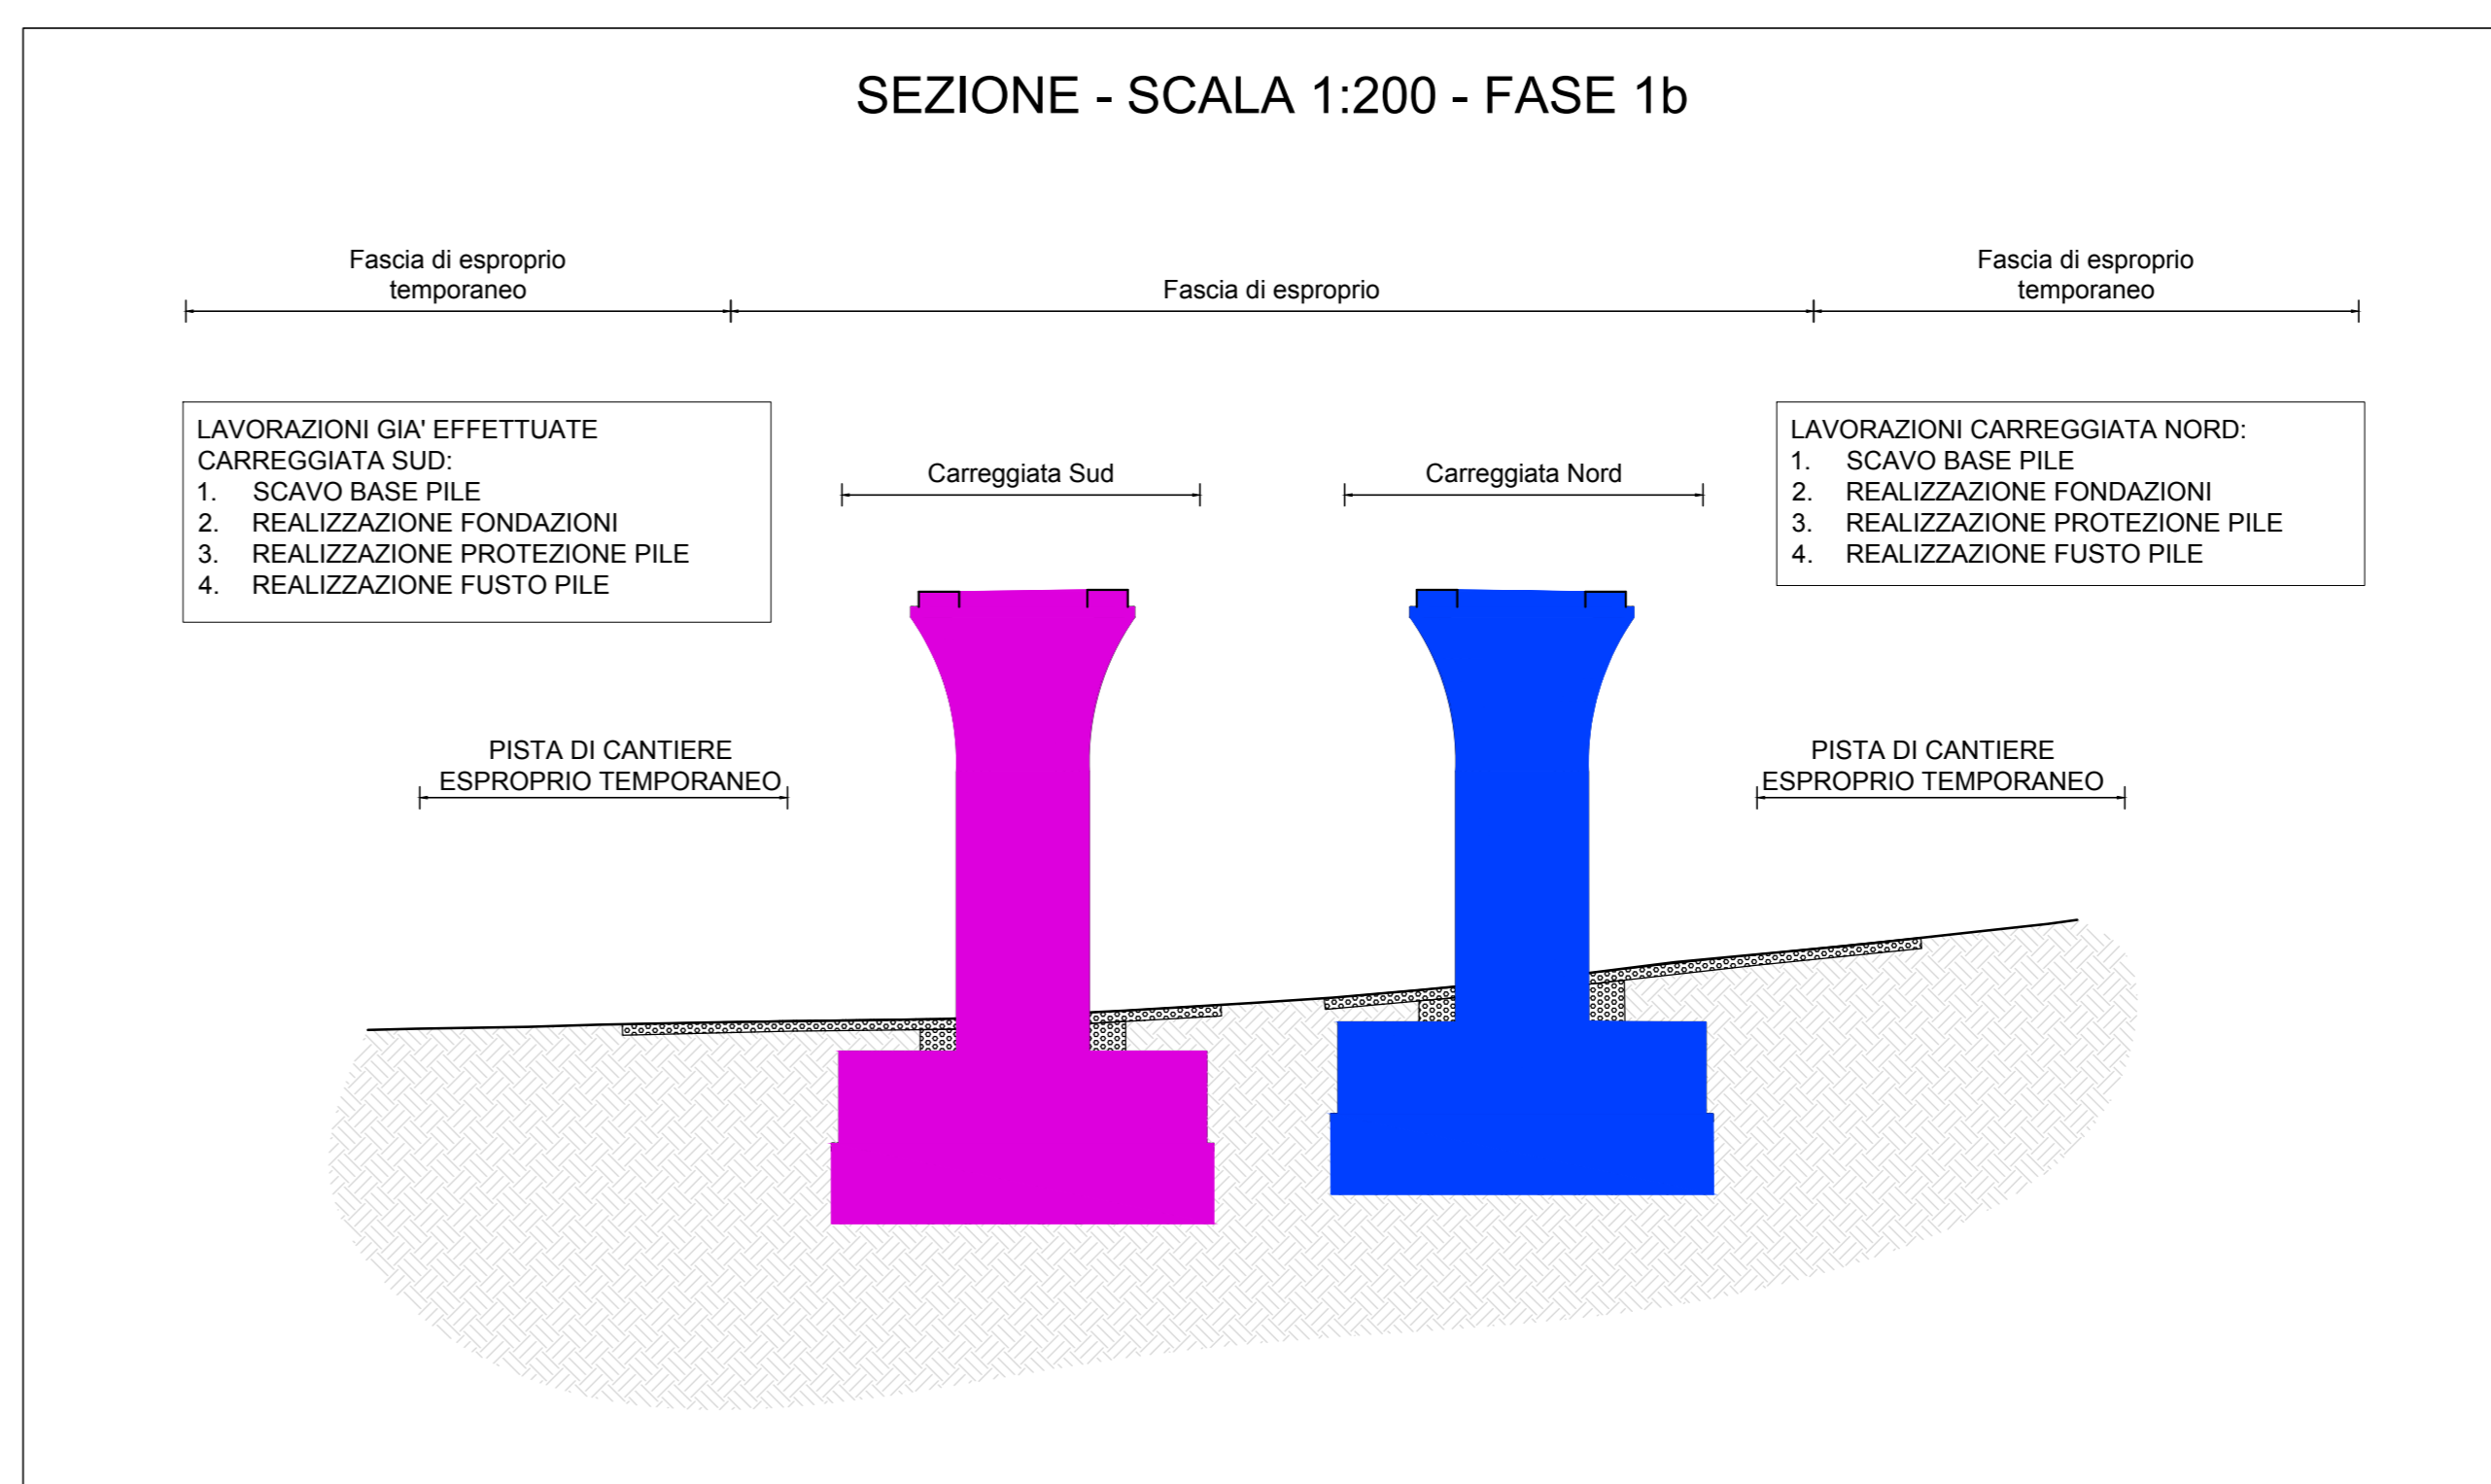 SEZIONE - SCALA 1:200 - FASE 1b
Fascia di esproprio
temporaneo
Fascia di esproprio
Fascia di esproprio
temporaneo
LAVORAZIONI GIA' EFFETTUATE
CARREGGIATA SUD:
1. SCAVO BASE PILE
2. REALIZZAZIONE FONDAZIONI
3. REALIZZAZIONE PROTEZIONE PILE
4. REALIZZAZIONE FUSTO PILE
Carreggiata Sud
Carreggiata Nord
LAVORAZIONI CARREGGIATA NORD:
1. SCAVO BASE PILE
2. REALIZZAZIONE FONDAZIONI
3. REALIZZAZIONE PROTEZIONE PILE
4. REALIZZAZIONE FUSTO PILE
PISTA DI CANTIERE
ESPROPRIO TEMPORANEO
PISTA DI CANTIERE
ESPROPRIO TEMPORANEO